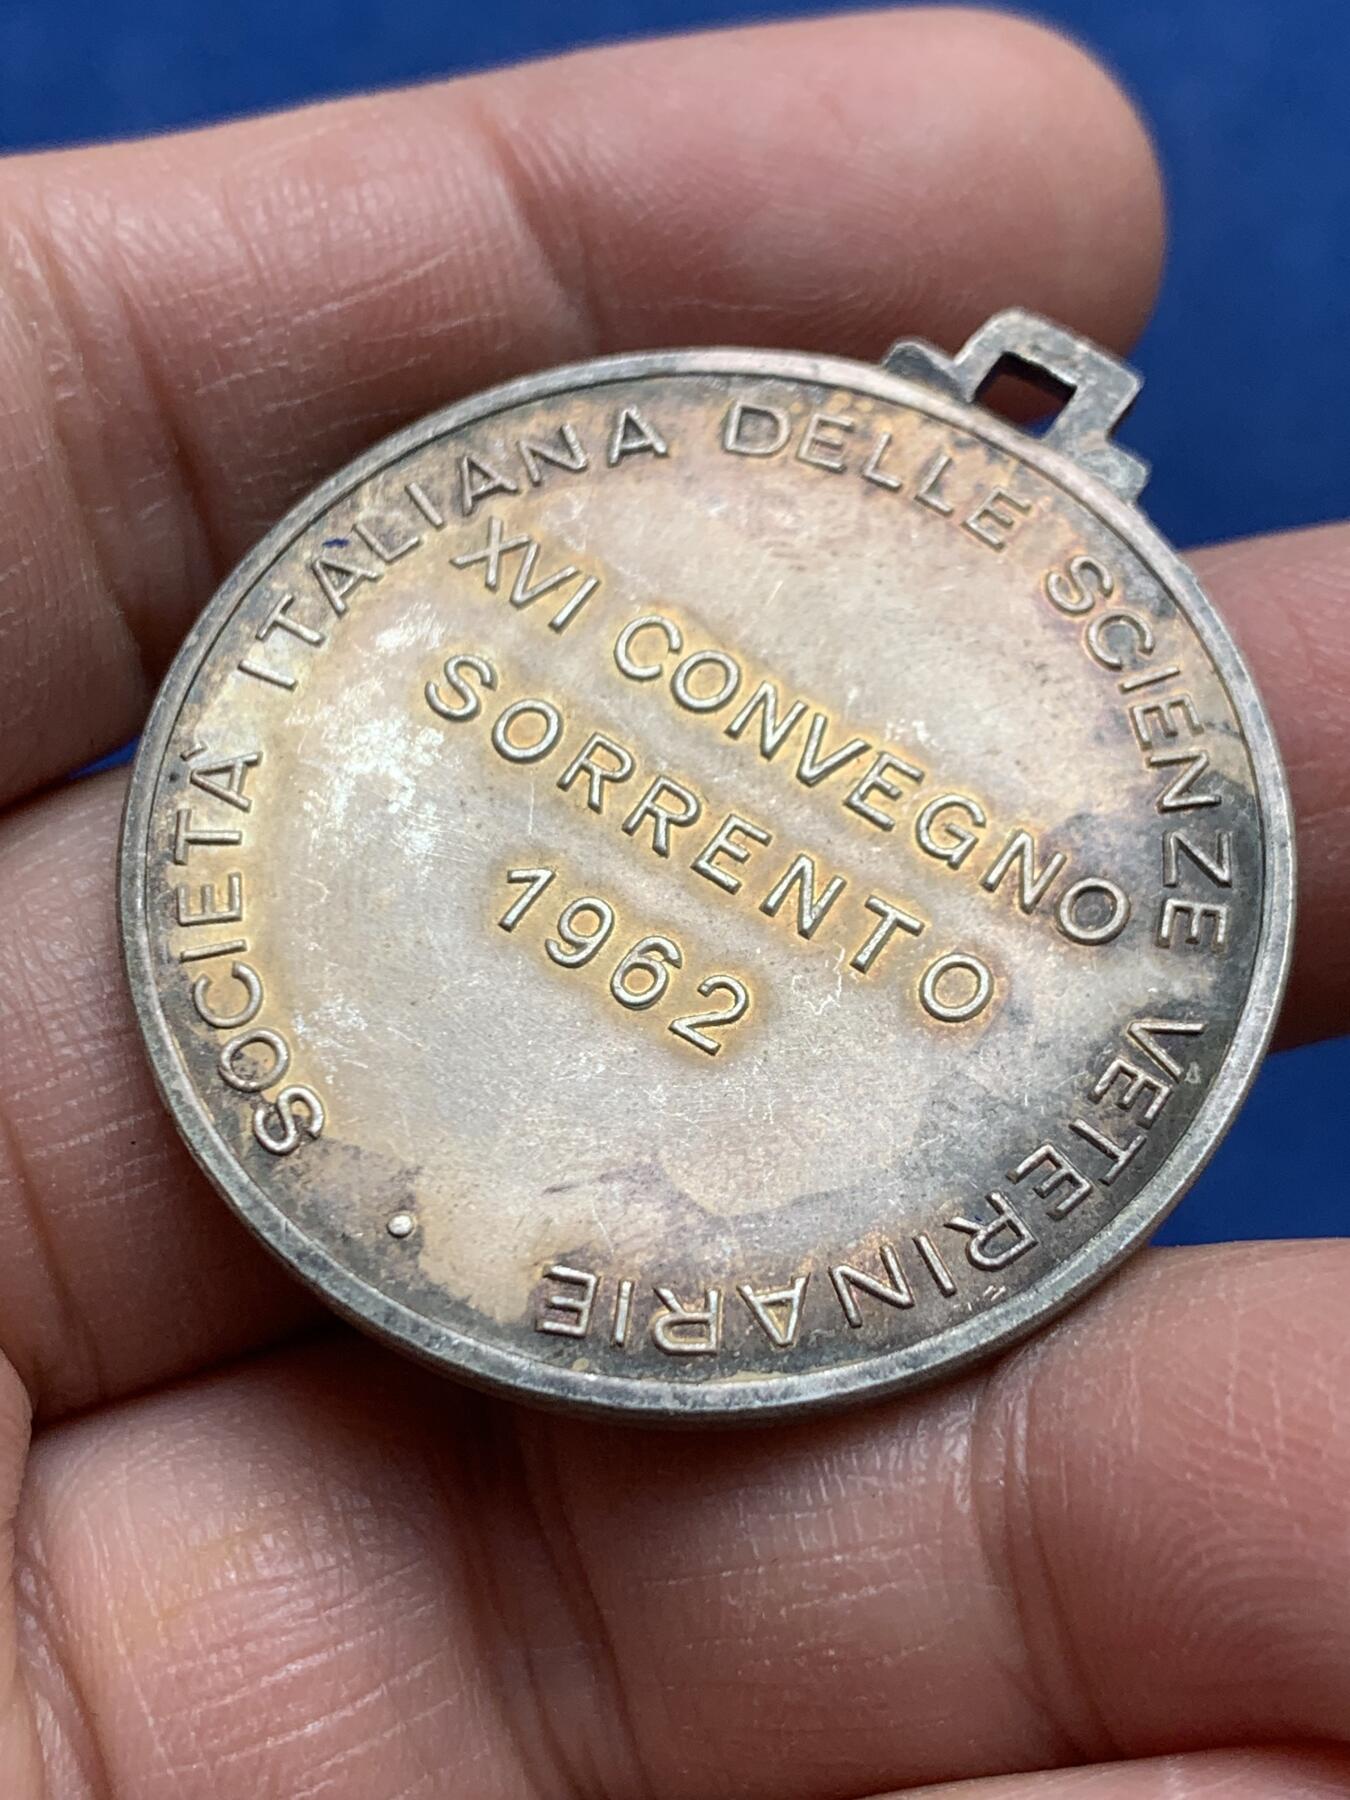 SOCIETÀ ITALIANA DELLE SCIENZE VETERINARIE
XVI CONVEGNO
SORRENTO
1962